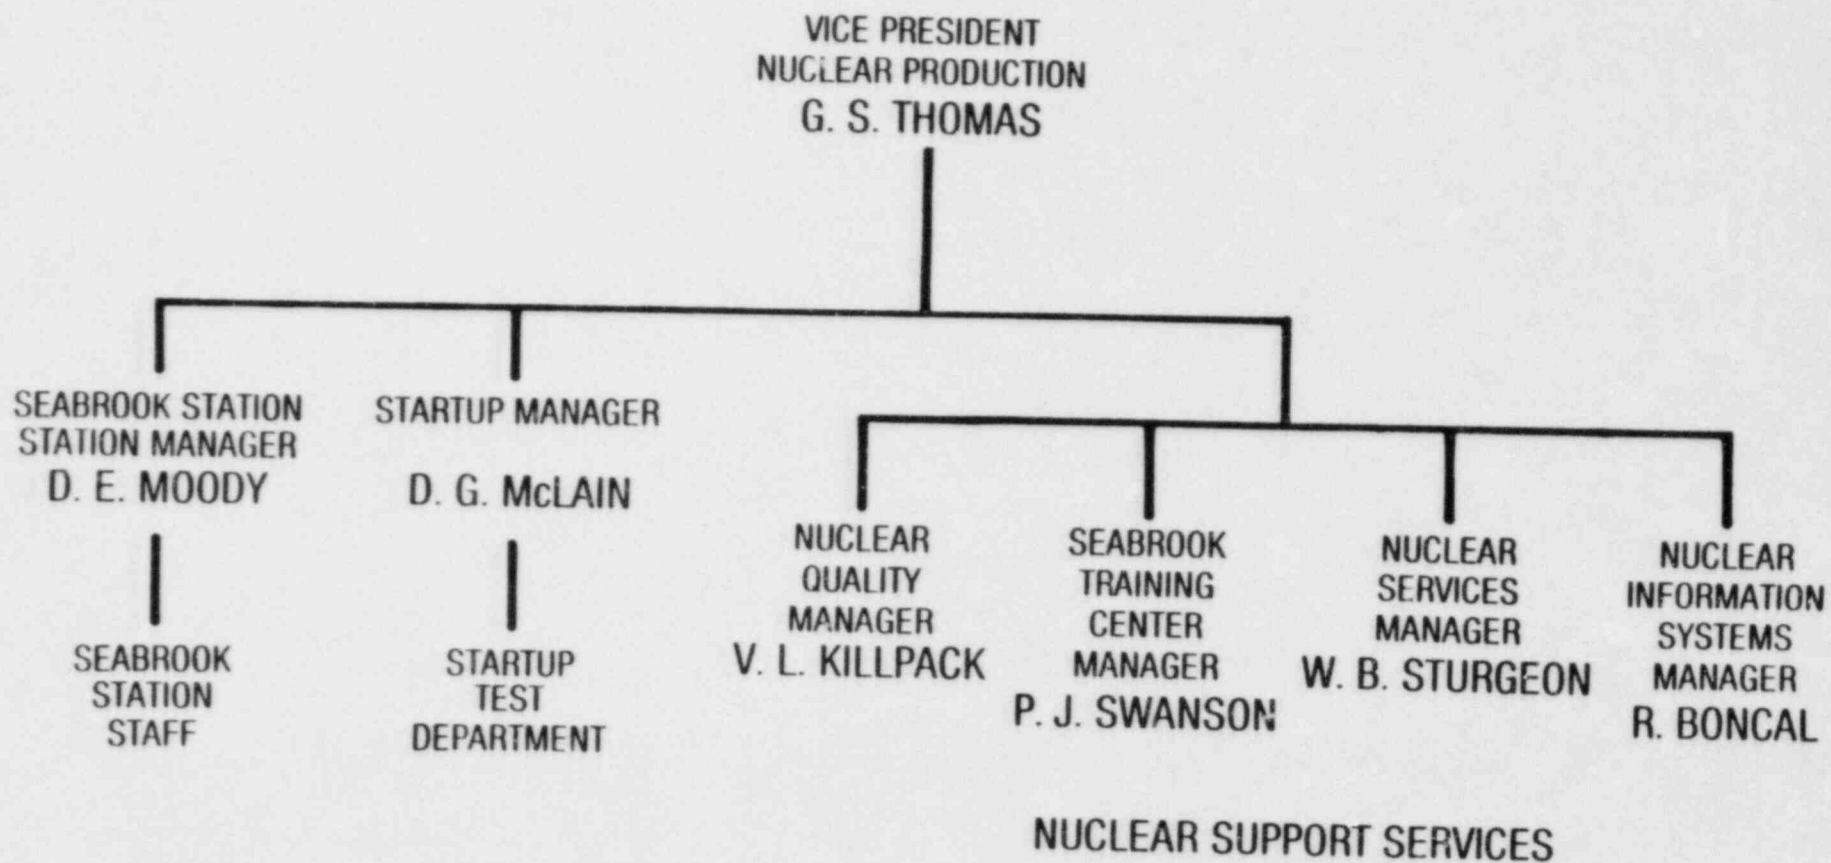 VICE PRESIDENT
NUCLEAR PRODUCTION
G. S. THOMAS
SEABROOK STATION
STATION MANAGER
D. E. MOODY
SEABROOK
STATION
STAFF
STARTUP MANAGER
D. G. McLAIN
STARTUP
TEST
DEPARTMENT
NUCLEAR
QUALITY
MANAGER
V. L. KILLPACK
SEABROOK
TRAINING
CENTER
MANAGER
P. J. SWANSON
NUCLEAR
SERVICES
MANAGER
W. B. STURGEON
NUCLEAR
INFORMATION
SYSTEMS
MANAGER
R. BONCAL
NUCLEAR SUPPORT SERVICES